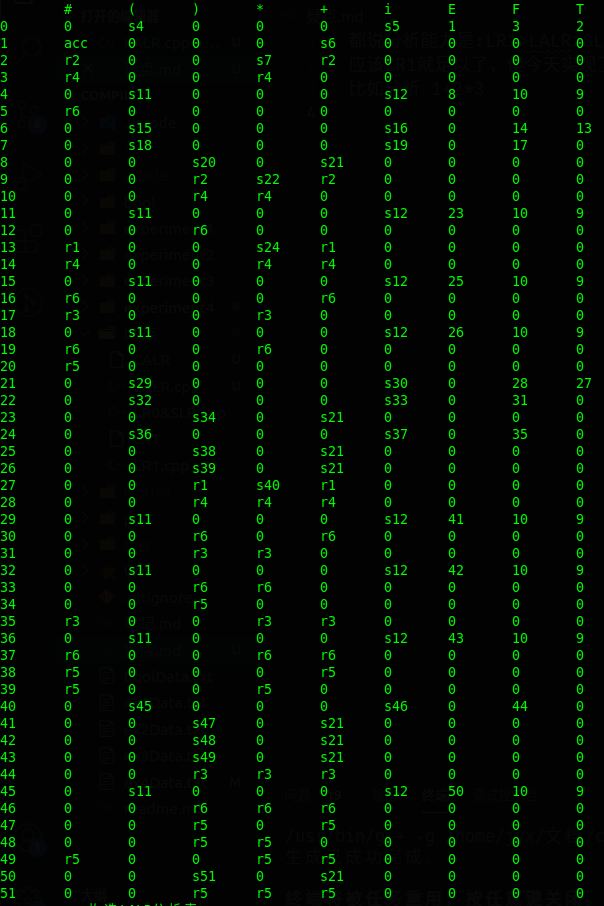 # ( ) * + i E F T
0 0 s4 0 0 0 s5 1 3 2
1 acc 0 0 0 s6 0 0 0 0
2 r2 0 0 s7 r2 0 0 0 0
3 r4 0 0 r4 0 0 0 0 0
4 0 s11 0 0 0 s12 8 10 9
5 r6 0 0 0 0 0 0 0 0
6 0 s15 0 0 0 s16 0 14 13
7 0 s18 0 0 0 s19 0 17 0
8 0 0 s20 0 s21 0 0 0 0
9 0 0 r2 s22 r2 0 0 0 0
10 0 0 r4 r4 0 0 0 0 0
11 0 s11 0 0 0 s12 23 10 9
12 0 0 r6 0 0 0 0 0 0
13 r1 0 0 s24 r1 0 0 0 0
14 r4 0 0 r4 r4 0 0 0 0
15 0 s11 0 0 0 s12 25 10 9
16 r6 0 0 0 r6 0 0 0 0
17 r3 0 0 r3 0 0 0 0 0
18 0 s11 0 0 0 s12 26 10 9
19 r6 0 0 r6 0 0 0 0 0
20 r5 0 0 0 0 0 0 0 0
21 0 s29 0 0 0 s30 0 28 27
22 0 s32 0 0 0 s33 0 31 0
23 0 0 s34 0 s21 0 0 0 0
24 0 s36 0 0 0 s37 0 35 0
25 0 0 s38 0 s21 0 0 0 0
26 0 0 s39 0 s21 0 0 0 0
27 0 0 r1 s40 r1 0 0 0 0
28 0 0 r4 r4 r4 0 0 0 0
29 0 s11 0 0 0 s12 41 10 9
30 0 0 r6 0 r6 0 0 0 0
31 0 0 r3 r3 0 0 0 0 0
32 0 s11 0 0 0 s12 42 10 9
33 0 0 r6 r6 0 0 0 0 0
34 0 0 r5 0 0 0 0 0 0
35 r3 0 0 r3 r3 0 0 0 0
36 0 s11 0 0 0 s12 43 10 9
37 r6 0 0 r6 r6 0 0 0 0
38 r5 0 0 0 r5 0 0 0 0
39 r5 0 0 r5 0 0 0 0 0
40 0 s45 0 0 0 s46 0 44 0
41 0 0 s47 0 s21 0 0 0 0
42 0 0 s48 0 s21 0 0 0 0
43 0 0 s49 0 s21 0 0 0 0
44 0 0 r3 r3 r3 0 0 0 0
45 0 s11 0 0 0 s12 50 10 9
46 0 0 r6 r6 r6 0 0 0 0
47 0 0 r5 0 r5 0 0 0 0
48 0 0 r5 r5 0 0 0 0 0
49 r5 0 0 r5 r5 0 0 0 0
50 0 0 s51 0 s21 0 0 0 0
51 0 0 r5 r5 r5 0 0 0 0